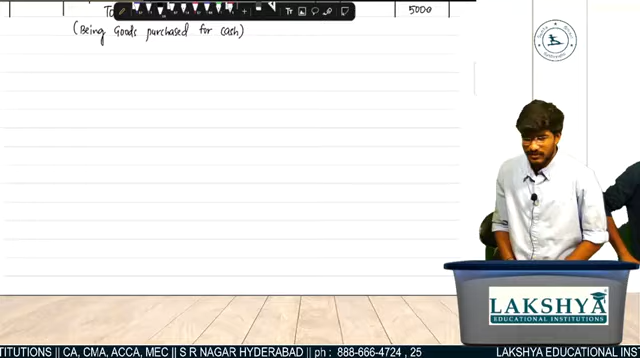 To
5000
(Being Goods purchased for cash)
Tr
LAKSHYA
EDUCATIONAL INSTITUTIONS
TITUTIONS || CA, CMA, ACCA, MEC || S R NAGAR HYDERABAD || ph : 888-666-4724 , 25
LAKSHYA EDUCATIONAL INS